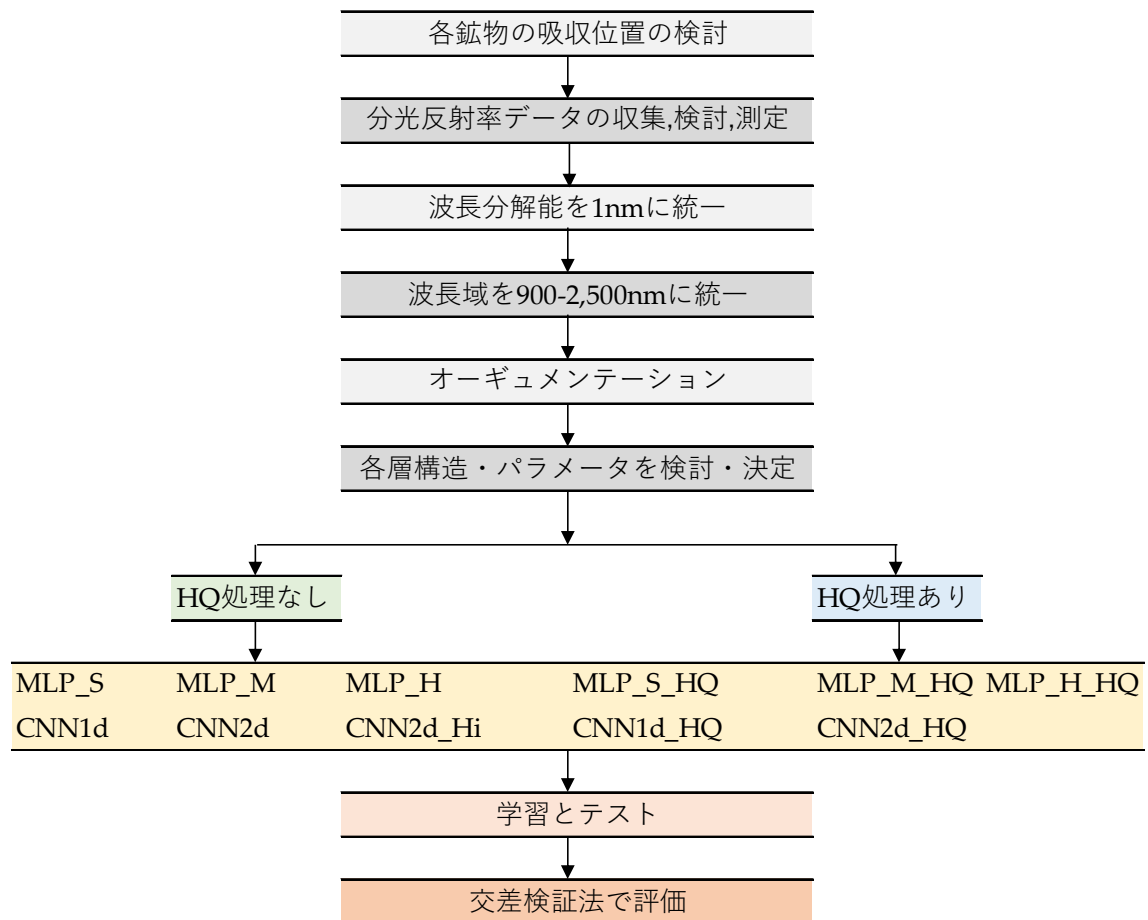 各鉱物の吸収位置の検討
分光反射率データの収集,検討,測定
波長分解能を1nmに統一
波長域を900-2,500nmに統一
オーギュメンテーション
各層構造・パラメータを検討・決定
HQ処理なし HQ処理あり
MLP_S MLP_M MLP_H MLP_S_HQ MLP_M_HQ MLP_H_HQ
CNN1d CNN2d CNN2d_Hi CNN1d_HQ CNN2d_HQ
学習とテスト
交差検証法で評価